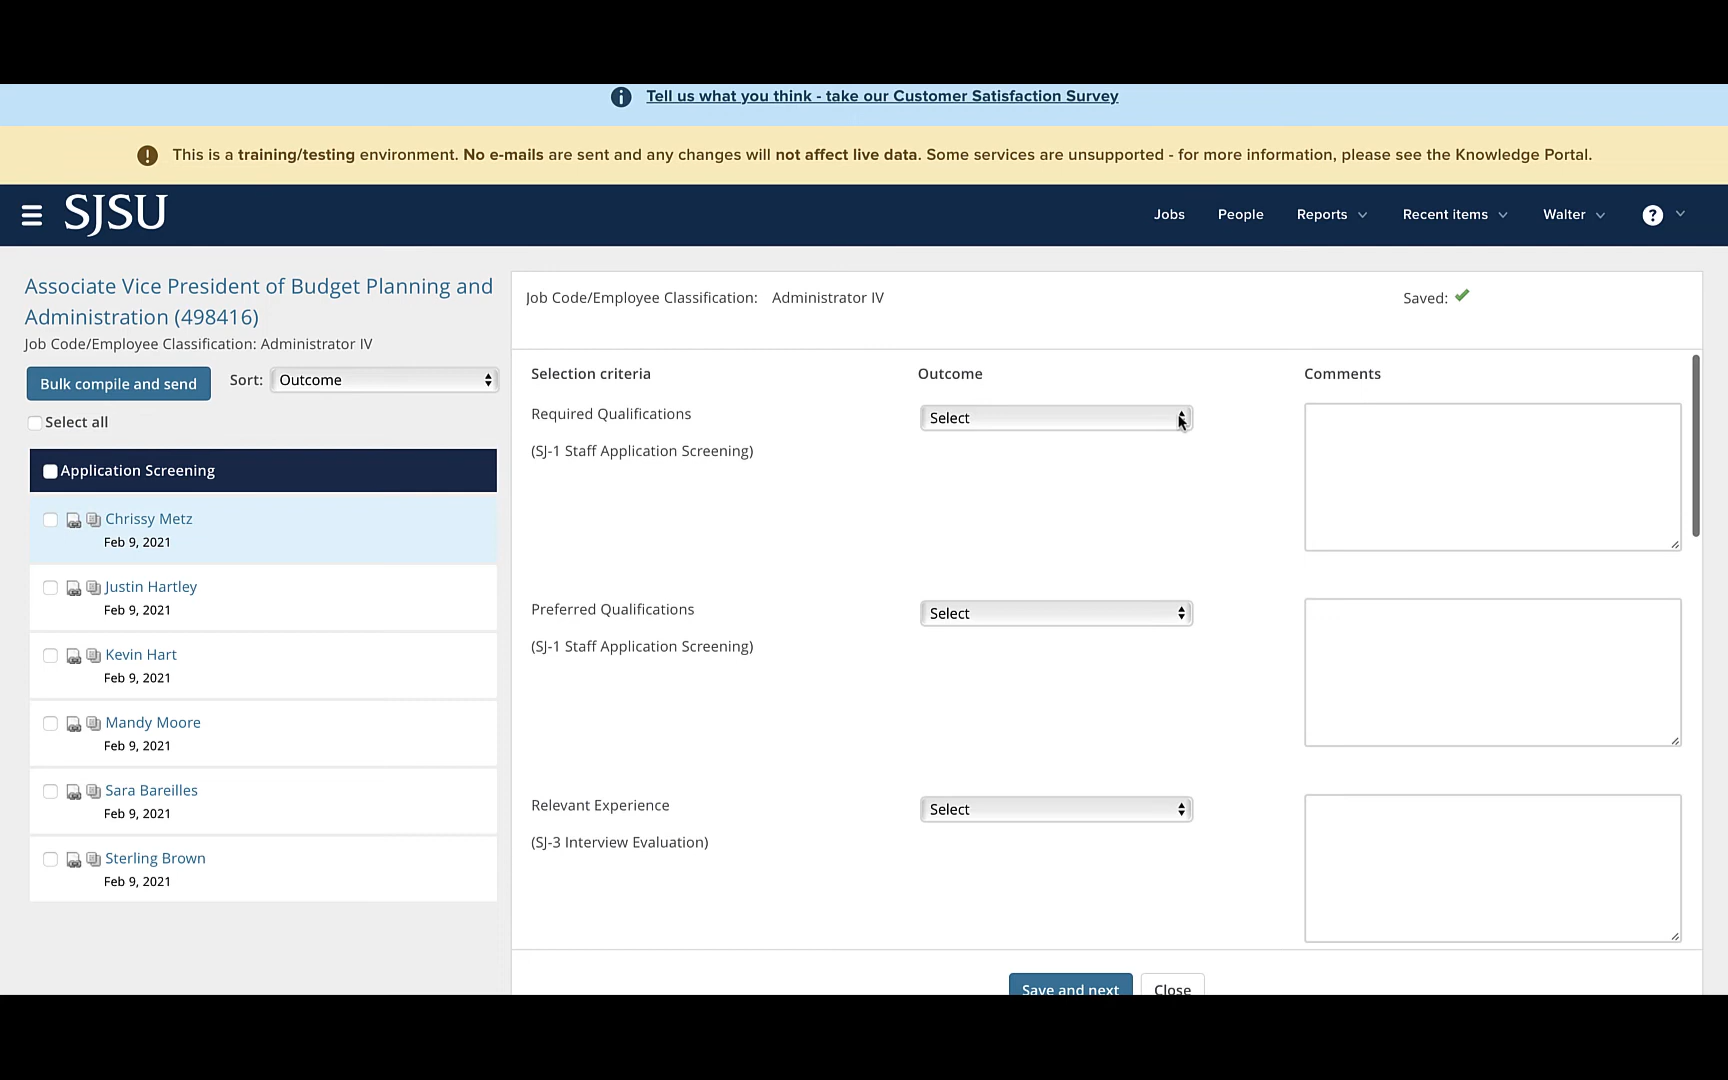 Tell us what you think - take our Customer Satisfaction Survey
This is a training/testing environment. No e-mails are sent and any changes will not affect live data. Some services are unsupported - for more information, please see the Knowledge Portal.
SJSU
Jobs
People
Reports
Recent items
Walter
?
Associate Vice President of Budget Planning and
Administration (498416)
Job Code/Employee Classification: Administrator IV
Bulk compile and send
Sort:
Outcome
Select all
Application Screening
Chrissy Metz
Feb 9, 2021
Justin Hartley
Feb 9, 2021
Kevin Hart
Feb 9, 2021
Mandy Moore
Feb 9, 2021
Sara Bareilles
Feb 9, 2021
Sterling Brown
Feb 9, 2021
Job Code/Employee Classification: Administrator IV
Saved:
Selection criteria
Outcome
Comments
Required Qualifications
Select
(SJ-1 Staff Application Screening)
Preferred Qualifications
Select
(SJ-1 Staff Application Screening)
Relevant Experience
Select
(SJ-3 Interview Evaluation)
Save and next
Close